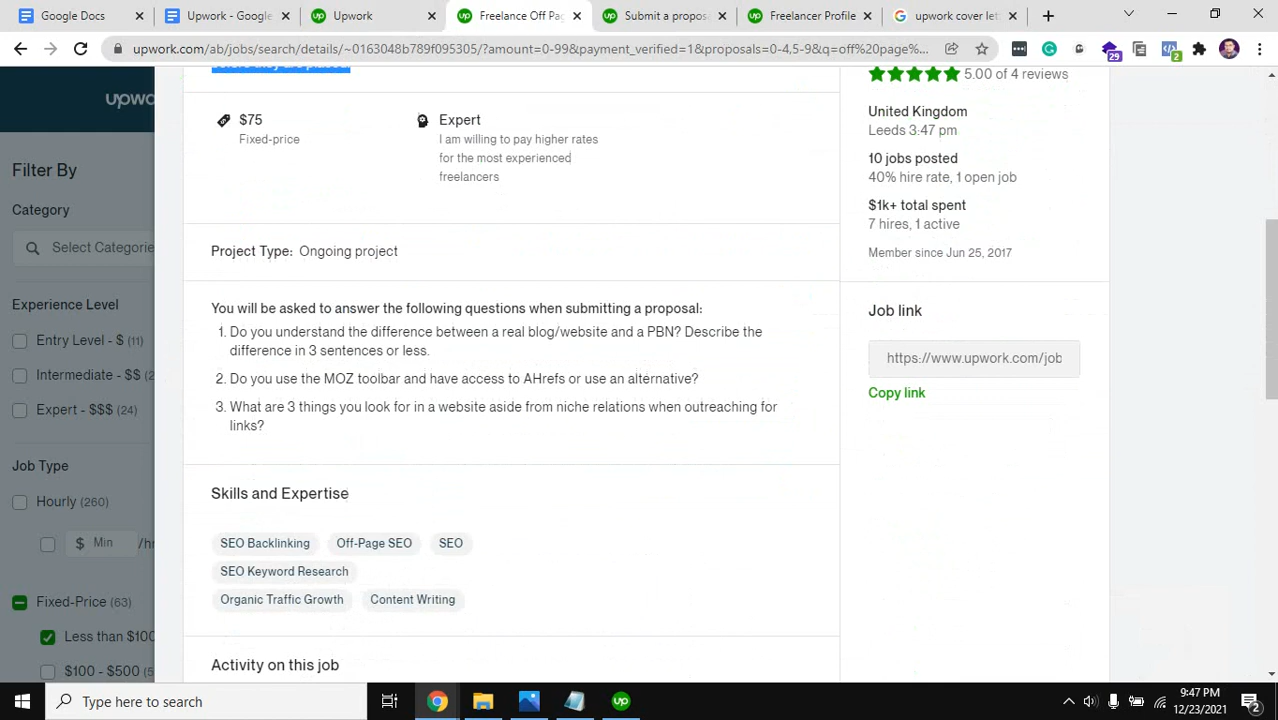 Google Docs
Upwork - Google
Upwork
Freelance Off Pag
Submit a proposa
Freelancer Profile
upwork cover lett
upwork.com/ab/jobs/search/details/~0163048b789f095305/?amount=0-99&payment_verified=1&proposals=0-4,5-9&q=off%20page%...
29
2
upwo
5.00 of 4 reviews
$75
Fixed-price
Expert
I am willing to pay higher rates
for the most experienced
freelancers
United Kingdom
Leeds 3:47 pm
10 jobs posted
40% hire rate, 1 open job
$1k+ total spent
7 hires, 1 active
Member since Jun 25, 2017
Filter By
Category
Select Categorie
Project Type: Ongoing project
Experience Level
Entry Level - $ (11)
Intermediate - $$ (2
Expert - $$$ (24)
You will be asked to answer the following questions when submitting a proposal:
1. Do you understand the difference between a real blog/website and a PBN? Describe the
difference in 3 sentences or less.
2. Do you use the MOZ toolbar and have access to AHrefs or use an alternative?
3. What are 3 things you look for in a website aside from niche relations when outreaching for
links?
Job link
https://www.upwork.com/job
Copy link
Job Type
Hourly (260)
$ Min /hr
Fixed-Price (63)
Less than $100
$100 - $500 (5
Skills and Expertise
SEO Backlinking
Off-Page SEO
SEO
SEO Keyword Research
Organic Traffic Growth
Content Writing
Activity on this job
Type here to search
up
9:47 PM
12/23/2021
2